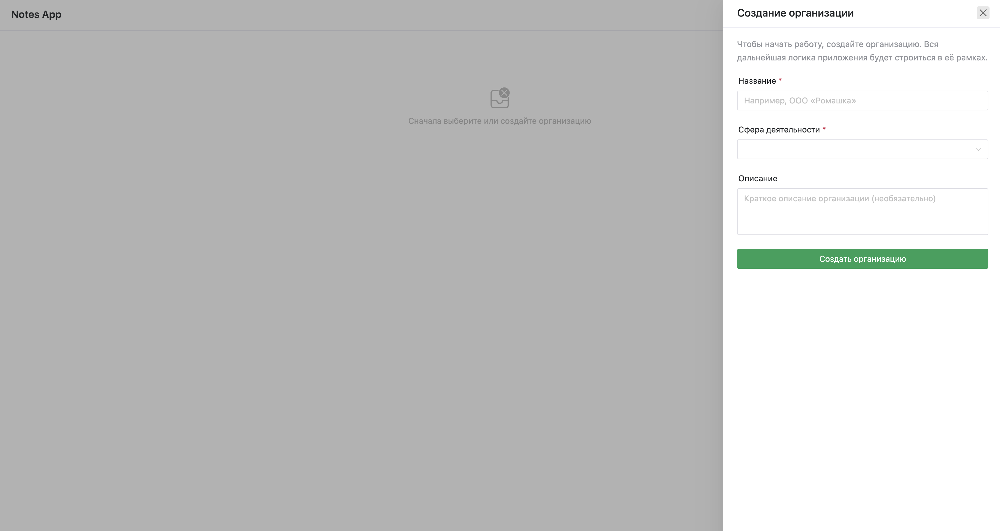 Notes App
Сначала выберите или создайте организацию
Создание организации
Чтобы начать работу, создайте организацию. Вся
дальнейшая логика приложения будет строиться в её рамках.
Название *
Например, ООО «Ромашка»
Сфера деятельности *
Описание
Краткое описание организации (необязательно)
Создать организацию